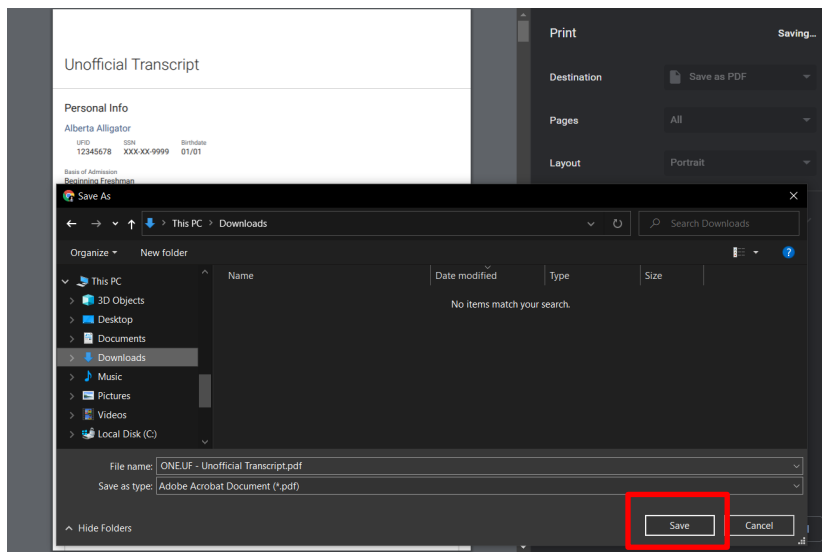 Print Saving...
Unofficial Transcript
Destination Save as PDF
Personal Info
Alberta Alligator
Pages All
UFID SSN Birthdate
12345678 XXX-XX-9999 01/01
Layout Portrait
Basis of Admission
Beginning Freshman
Save As
This PC > Downloads
Search Downloads
Organize New folder
?
Name Date modified Type Size
No items match your search.
This PC
3D Objects
Desktop
Documents
Downloads
Music
Pictures
Videos
Local Disk (C:)
File name: ONE.UF - Unofficial Transcript.pdf
Save as type: Adobe Acrobat Document (*.pdf)
Hide Folders
Save Cancel